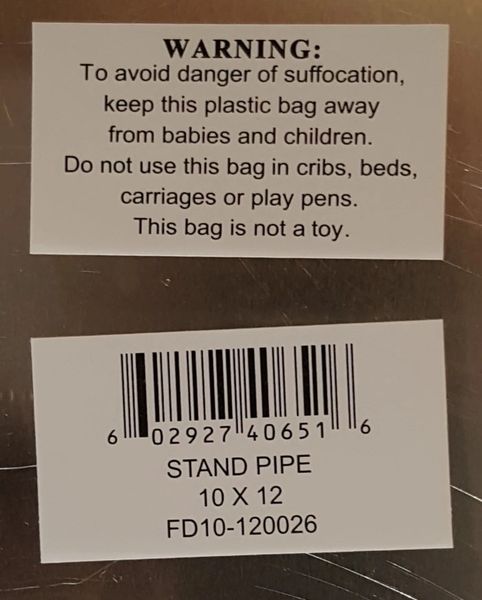 WARNING:
To avoid danger of suffocation,
keep this plastic bag away
from babies and children.
Do not use this bag in cribs, beds,
carriages or play pens.
This bag is not a toy.
6 02927 40651 6
STAND PIPE
10 X 12
FD10-120026